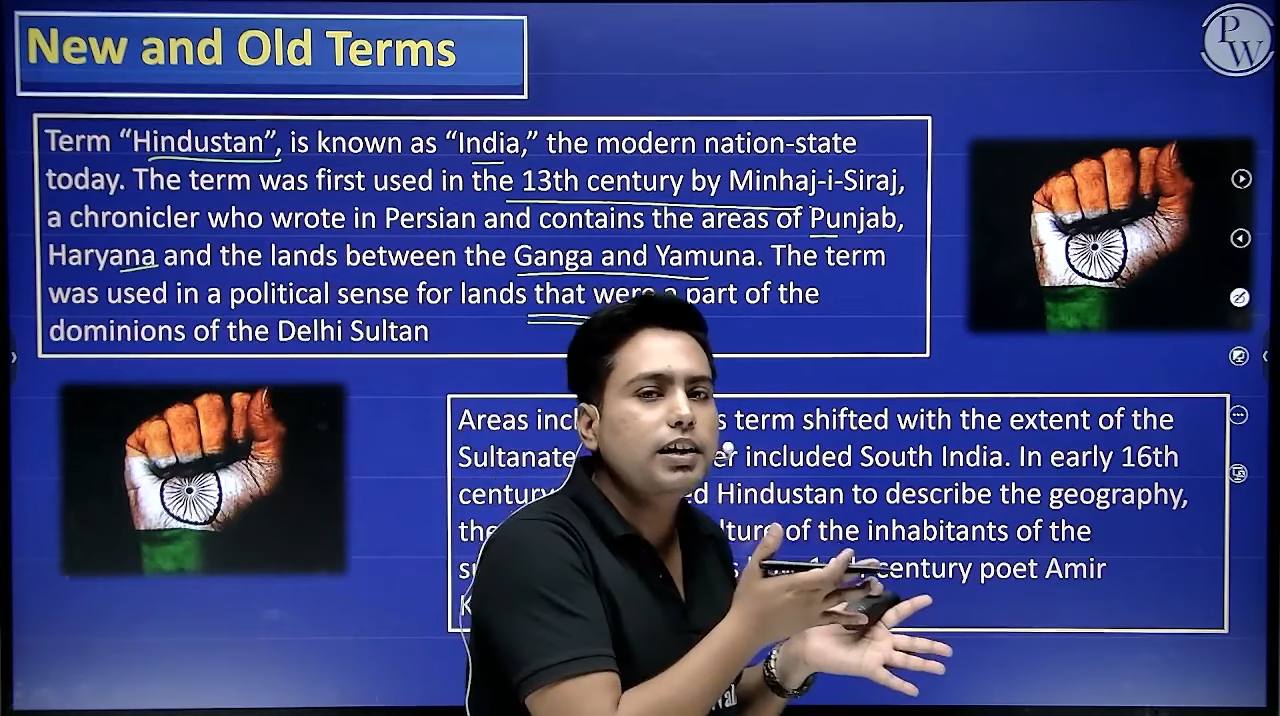 New and Old Terms
PW
Term “Hindustan”, is known as “India,” the modern nation-state
today. The term was first used in the 13th century by Minhaj-i-Siraj,
a chronicler who wrote in Persian and contains the areas of Punjab,
Haryana and the lands between the Ganga and Yamuna. The term
was used in a political sense for lands that were a part of the
dominions of the Delhi Sultan
Areas term shifted with the extent of the
Sultanate included South India. In early 16th
century Hindustan to describe the geography,
of the inhabitants of the
century poet Amir